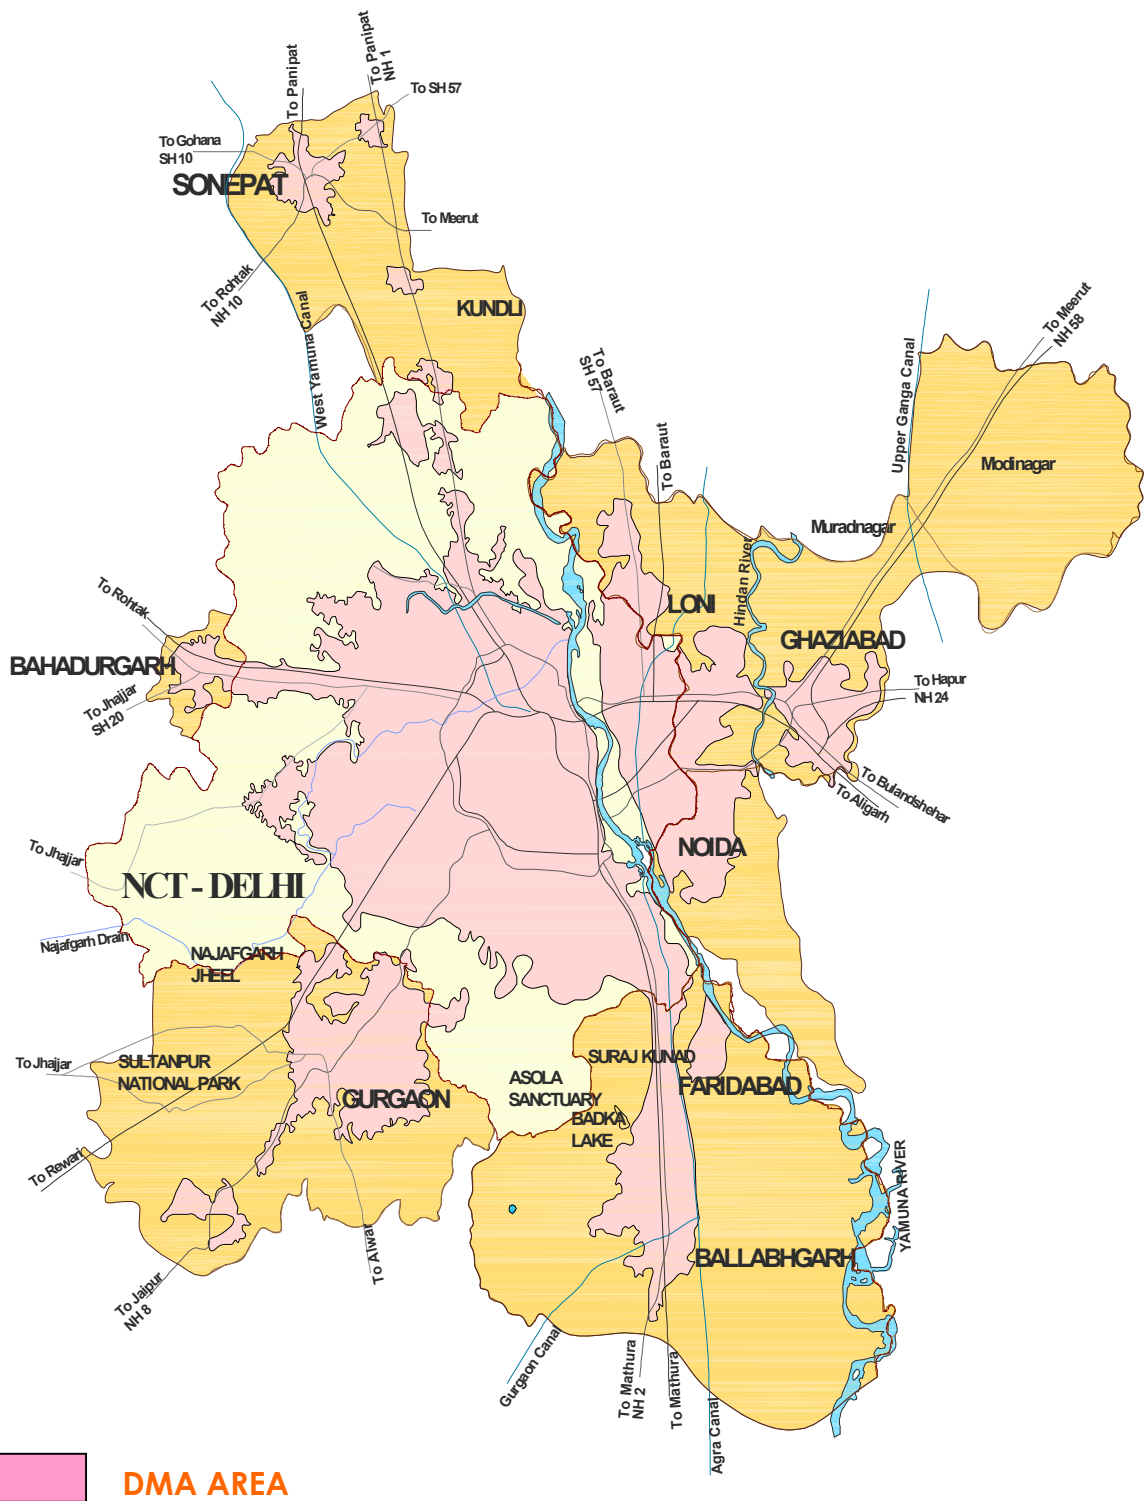 To Panipat
To Panipat
NH 1
To SH 57
To Gohana
SH 10
SONEPAT
To Meerut
To Rohtak
NH 10
KUNDLI
West Yamuna Canal
To Baraut
SH 57
To Baraut
To Meerut
NH 58
Upper Ganga Canal
Modinagar
Muradnagar
Hindan River
LONI
GHAZIABAD
To Rohtak
BAHADURGARH
To Jhajjar
SH 20
To Hapur
NH 24
To Bulandshehar
To Aligarh
NOIDA
To Jhajjar
NCT - DELHI
Najafgarh Drain
NAJAFGARH
JHEEL
To Jhajjar
SULTANPUR
NATIONAL PARK
GURGAON
SURAJ KUNAD
ASOLA
SANCTUARY
FARIDABAD
BADKA
LAKE
To Rewari
YAMUNA RIVER
BALLABHGARH
To Alwar
To Jaipur
NH 8
Gurgaon Canal
To Mathura
NH 2
To Mathura
Agra Canal
DMA AREA